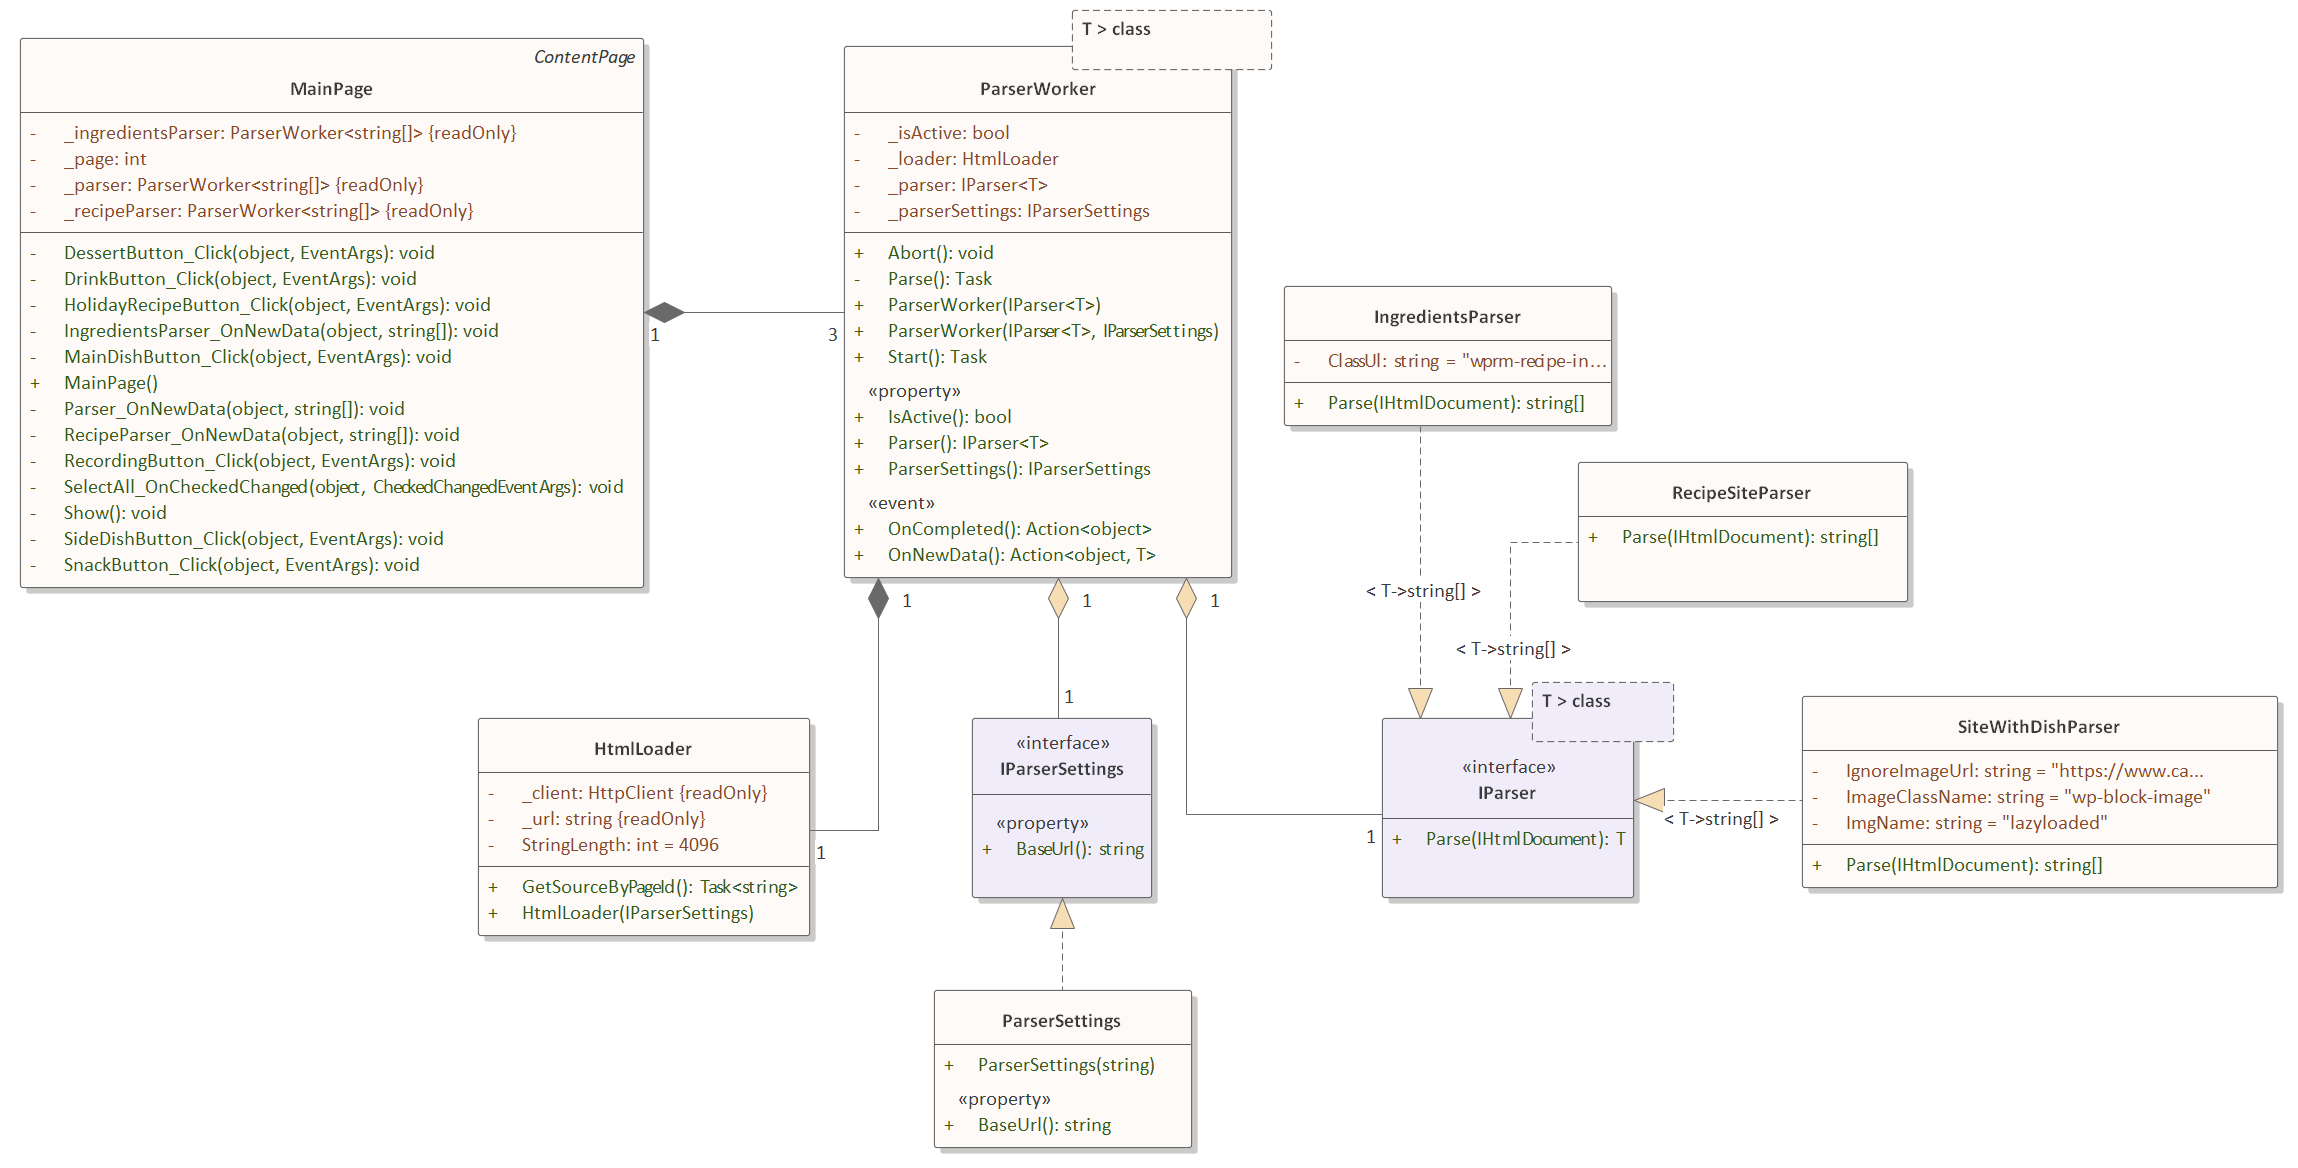 ContentPage
MainPage
- _ingredientsParser: ParserWorker<string[]> {readOnly}
- _page: int
- _parser: ParserWorker<string[]> {readOnly}
- _recipeParser: ParserWorker<string[]> {readOnly}
- DessertButton_Click(object, EventArgs): void
- DrinkButton_Click(object, EventArgs): void
- HolidayRecipeButton_Click(object, EventArgs): void
- IngredientsParser_OnNewData(object, string[]): void
- MainDishButton_Click(object, EventArgs): void
+ MainPage()
- Parser_OnNewData(object, string[]): void
- RecipeParser_OnNewData(object, string[]): void
- RecordingButton_Click(object, EventArgs): void
- SelectAll_OnCheckedChanged(object, CheckedChangedEventArgs): void
- Show(): void
- SideDishButton_Click(object, EventArgs): void
- SnackButton_Click(object, EventArgs): void
1
3
T > class
ParserWorker
- _isActive: bool
- _loader: HtmlLoader
- _parser: IParser<T>
- _parserSettings: IParserSettings
+ Abort(): void
- Parse(): Task
+ ParserWorker(IParser<T>)
+ ParserWorker(IParser<T>, IParserSettings)
+ Start(): Task
«property»
+ IsActive(): bool
+ Parser(): IParser<T>
+ ParserSettings(): IParserSettings
«event»
+ OnCompleted(): Action<object>
+ OnNewData(): Action<object, T>
1
1
1
IngredientsParser
- ClassUl: string = "wprm-recipe-in...
+ Parse(IHtmlDocument): string[]
RecipeSiteParser
+ Parse(IHtmlDocument): string[]
< T->string[] >
< T->string[] >
HtmlLoader
- _client: HttpClient {readOnly}
- _url: string {readOnly}
- StringLength: int = 4096
+ GetSourceByPageId(): Task<string>
+ HtmlLoader(IParserSettings)
1
1
«interface»
IParserSettings
«property»
+ BaseUrl(): string
T > class
«interface»
IParser
+ Parse(IHtmlDocument): T
1
< T->string[] >
SiteWithDishParser
- IgnoreImageUrl: string = "https://www.ca...
- ImageClassName: string = "wp-block-image"
- ImgName: string = "lazyloaded"
+ Parse(IHtmlDocument): string[]
ParserSettings
+ ParserSettings(string)
«property»
+ BaseUrl(): string